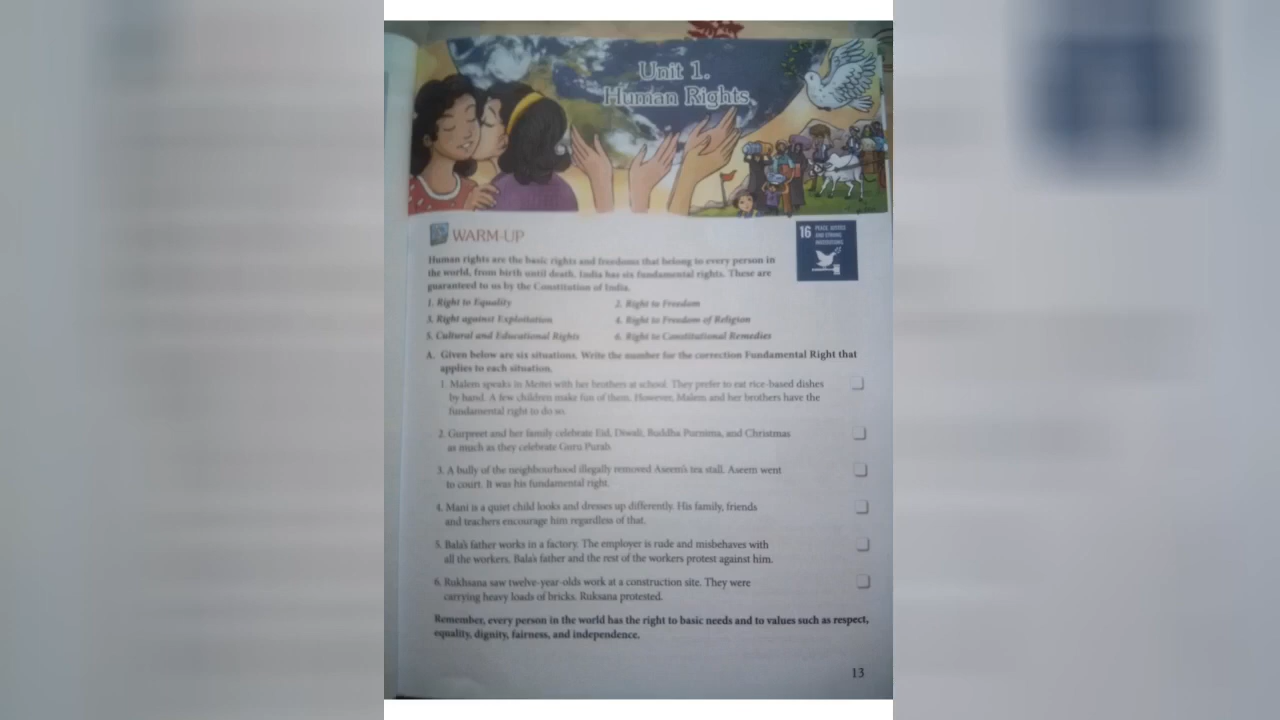 Unit 1.
Human Rights
WARM-UP
16 PEACE, JUSTICE
AND STRONG
INSTITUTIONS
Human rights are the basic rights and freedoms that belong to every person in
the world, from birth until death. India has six fundamental rights. These are
guaranteed to us by the Constitution of India.
1. Right to Equality 2. Right to Freedom
3. Right against Exploitation 4. Right to Freedom of Religion
5. Cultural and Educational Rights 6. Right to Constitutional Remedies
A. Given below are six situations. Write the number for the correction Fundamental Right that
applies to each situation.
1. Malem speaks in Meitei with her brothers at school. They prefer to eat rice-based dishes
by hand. A few children make fun of them. However, Malem and her brothers have the
fundamental right to do so.
2. Gurpreet and her family celebrate Eid, Diwali, Buddha Purnima, and Christmas
as much as they celebrate Guru Purab.
3. A bully of the neighbourhood illegally removed Aseem's tea stall. Aseem went
to court. It was his fundamental right.
4. Mani is a quiet child looks and dresses up differently. His family, friends
and teachers encourage him regardless of that.
5. Bala's father works in a factory. The employer is rude and misbehaves with
all the workers. Bala's father and the rest of the workers protest against him.
6. Rukhsana saw twelve-year-olds work at a construction site. They were
carrying heavy loads of bricks. Ruksana protested.
Remember, every person in the world has the right to basic needs and to values such as respect,
equality, dignity, fairness, and independence.
13